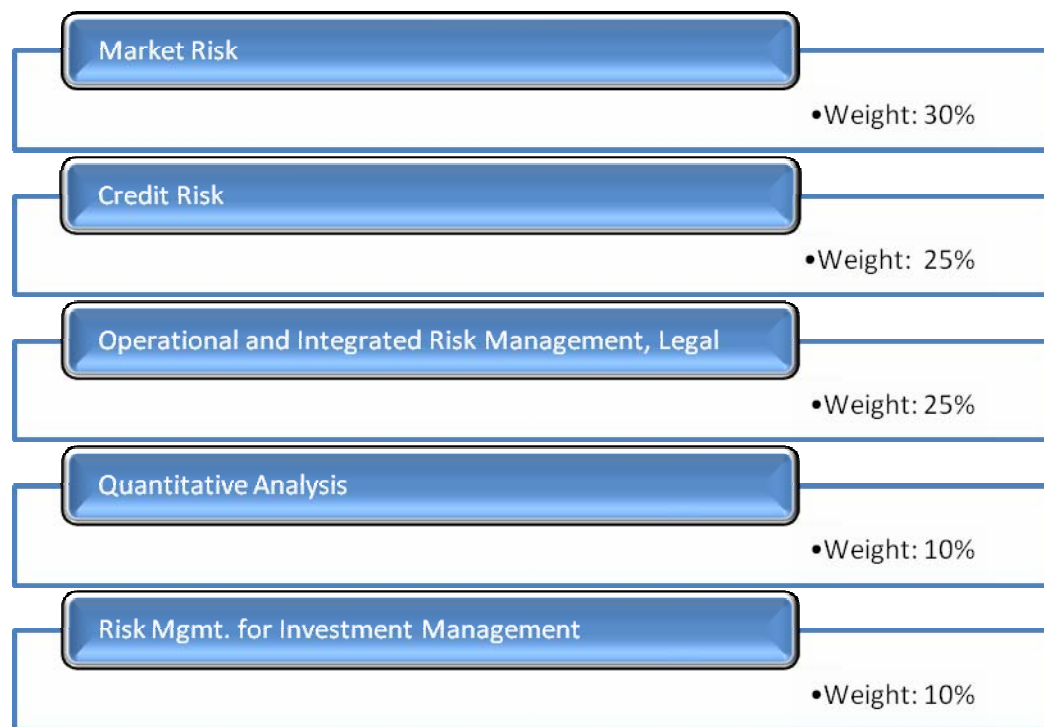 Market Risk
•Weight: 30%
Credit Risk
•Weight:  25%
Operational and Integrated Risk Management, Legal
•Weight: 25%
Quantitative Analysis
•Weight: 10%
Risk Mgmt. for Investment Management
•Weight: 10%